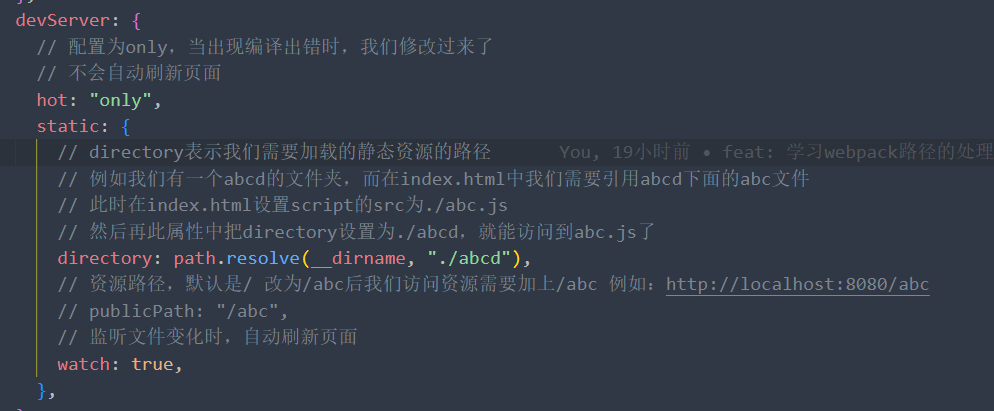 devServer: {
// 配置为only，当出现编译出错时，我们修改过来了
// 不会自动刷新页面
hot: "only",
static: {
// directory表示我们需要加载的静态资源的路径 You, 19小时前 • feat: 学习webpack路径的处理
// 例如我们有一个abcd的文件夹，而在index.html中我们需要引用abcd下面的abc文件
// 此时在index.html设置script的src为./abc.js
// 然后再此属性中把directory设置为./abcd，就能访问到abc.js了
directory: path.resolve(__dirname, "./abcd"),
// 资源路径，默认是/ 改为/abc后我们访问资源需要加上/abc 例如：http://localhost:8080/abc
// publicPath: "/abc",
// 监听文件变化时，自动刷新页面
watch: true,
},